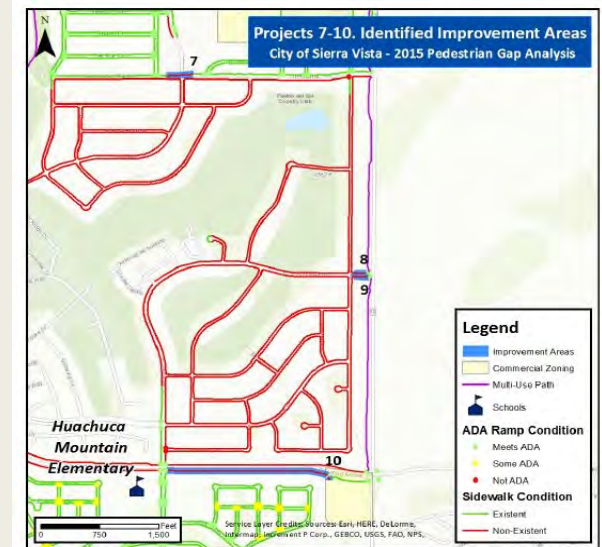 Projects 7-10. Identified Improvement Areas
City of Sierra Vista - 2015 Pedestrian Gap Analysis
N
7
8
9
10
Huachuca
Mountain
Elementary
Legend
Improvement Areas
Commercial Zoning
Multi-Use Path
Schools
ADA Ramp Condition
Meets ADA
Some ADA
Not ADA
Sidewalk Condition
Existent
Non-Existent
Feet
0 750 1,500
Service Layer Credits: Sources: Esri, HERE, DeLorme,
Intermap, increment P Corp., GEBCO, USGS, FAO, NPS,